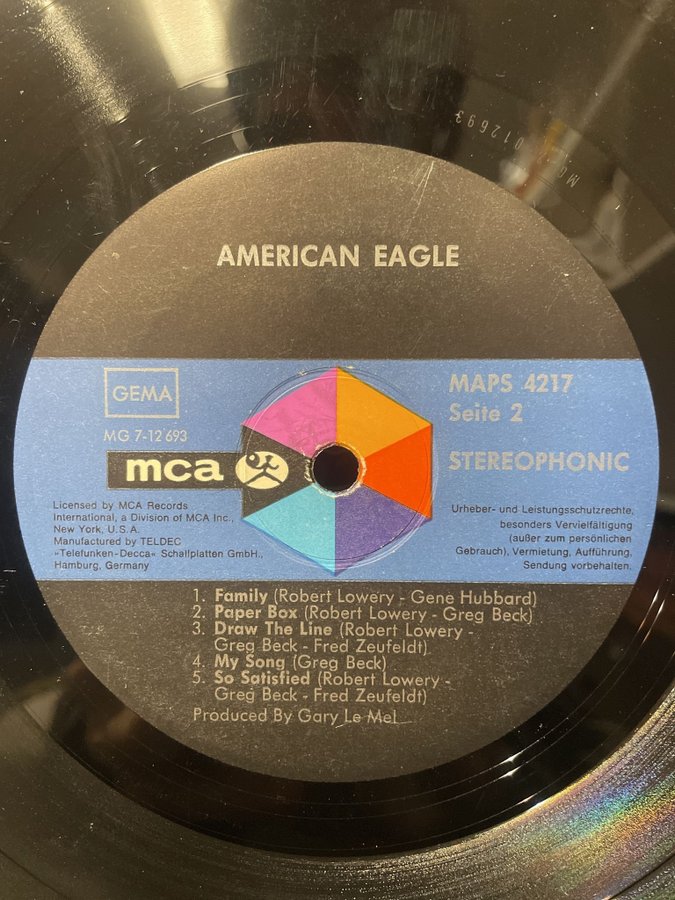 MG 012693
AMERICAN EAGLE
GEMA
MG 7-12 693
mca
MAPS 4217
Seite 2
STEREOPHONIC
Licensed by MCA Records
International, a Division of MCA Inc.,
New York, U.S.A.
Manufactured by TELDEC
»Telefunken-Decca« Schallplatten GmbH.,
Hamburg, Germany
Urheber- und Leistungsschutzrechte,
besonders Vervielfältigung
(außer zum persönlichen
Gebrauch), Vermietung, Aufführung,
Sendung vorbehalten.
1. Family (Robert Lowery - Gene Hubbard)
2. Paper Box (Robert Lowery - Greg Beck)
3. Draw The Line (Robert Lowery -
Greg Beck - Fred Zeufeldt)
4. My Song (Greg Beck)
5. So Satisfied (Robert Lowery -
Greg Beck - Fred Zeufeldt)
Produced By Gary Le Mel